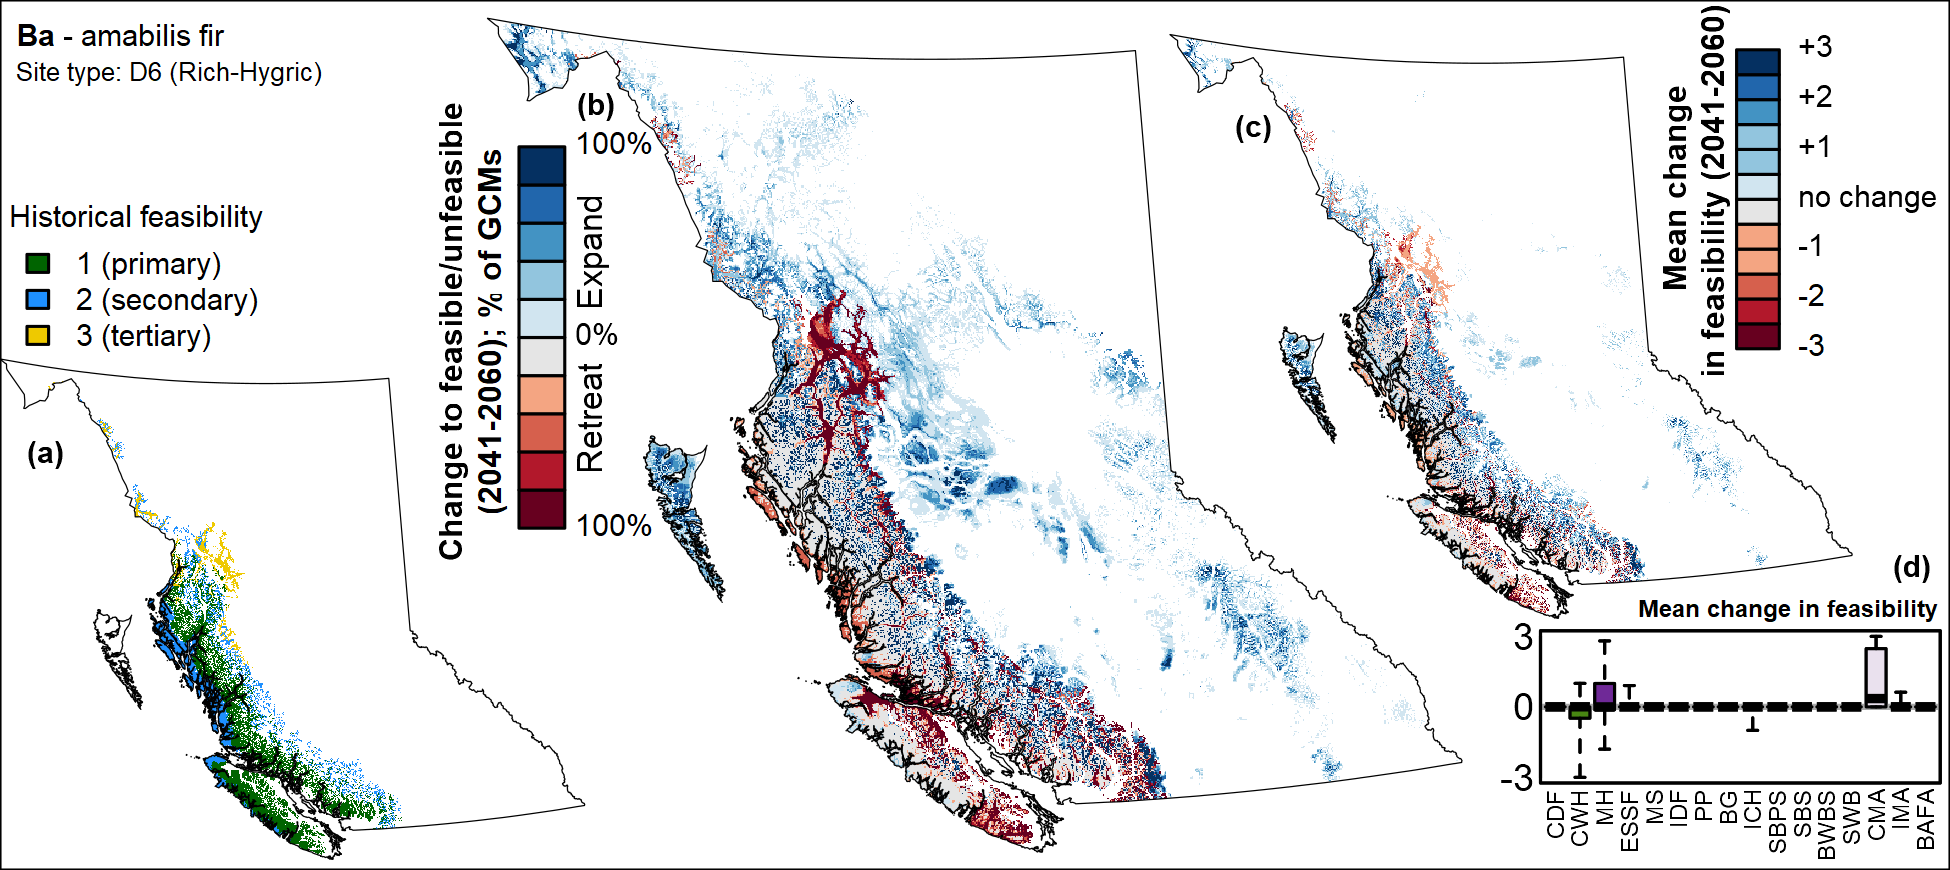 Ba - amabilis fir
Site type: D6 (Rich-Hygric)
Historical feasibility
1 (primary)
2 (secondary)
3 (tertiary)
(a)
Change to feasible/unfeasible
(2041-2060); % of GCMs
(b)
100%
Expand
0%
Retreat
100%
(c)
Mean change
in feasibility (2041-2060)
+3
+2
+1
no change
-1
-2
-3
(d)
Mean change in feasibility
3
0
-3
CDF
CWH
MH
ESSF
MS
IDF
PP
BG
ICH
SBPS
SBS
BWBS
SWB
CMA
IMA
BAFA